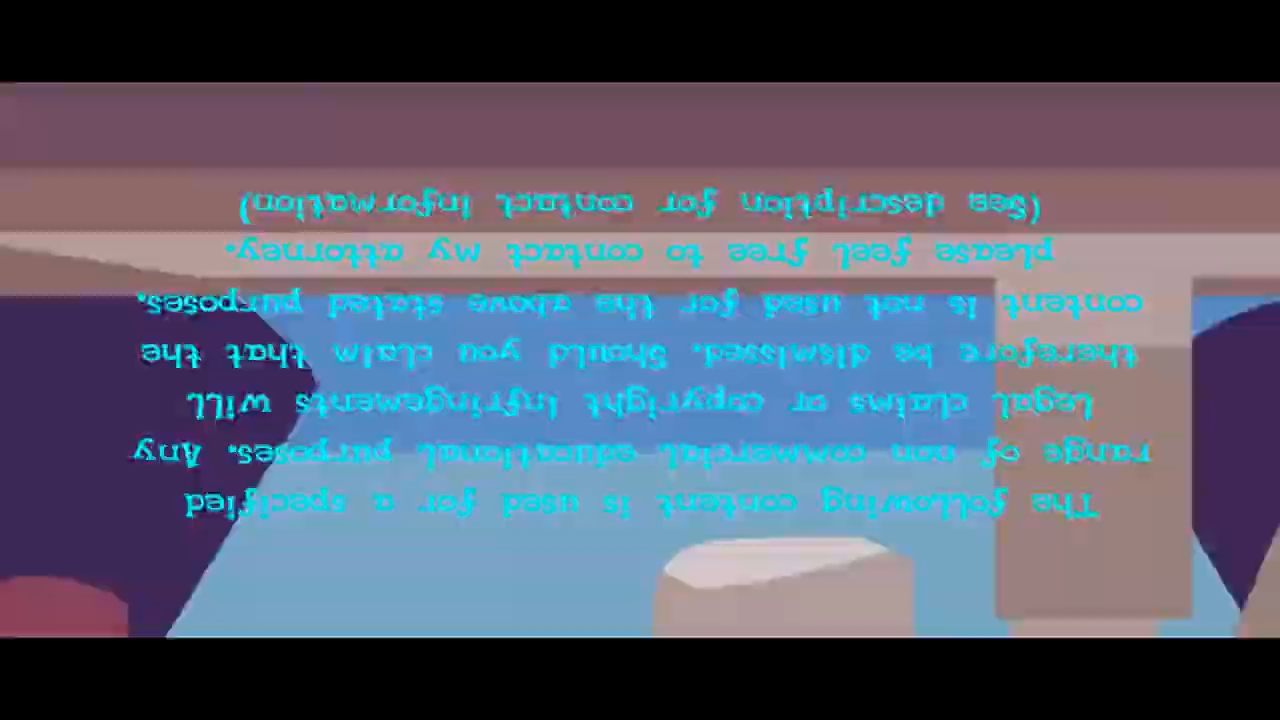 The following content is used for a specified
range of non commercial, educational purposes. Any
legal claims or copyright infringements will
therefore be dismissed. Should you claim that the
content is not used for the above stated purposes,
please feel free to contact my attorney.
(See description for contact information)